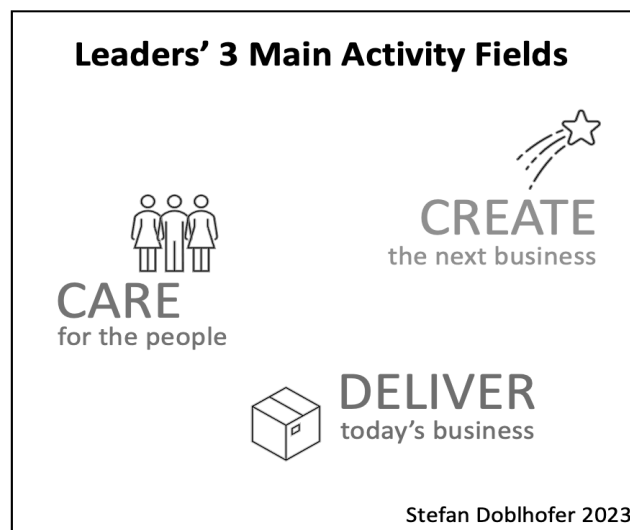 Leaders’ 3 Main Activity Fields
CREATE
the next business
CARE
for the people
DELIVER
today’s business
Stefan Doblhofer 2023